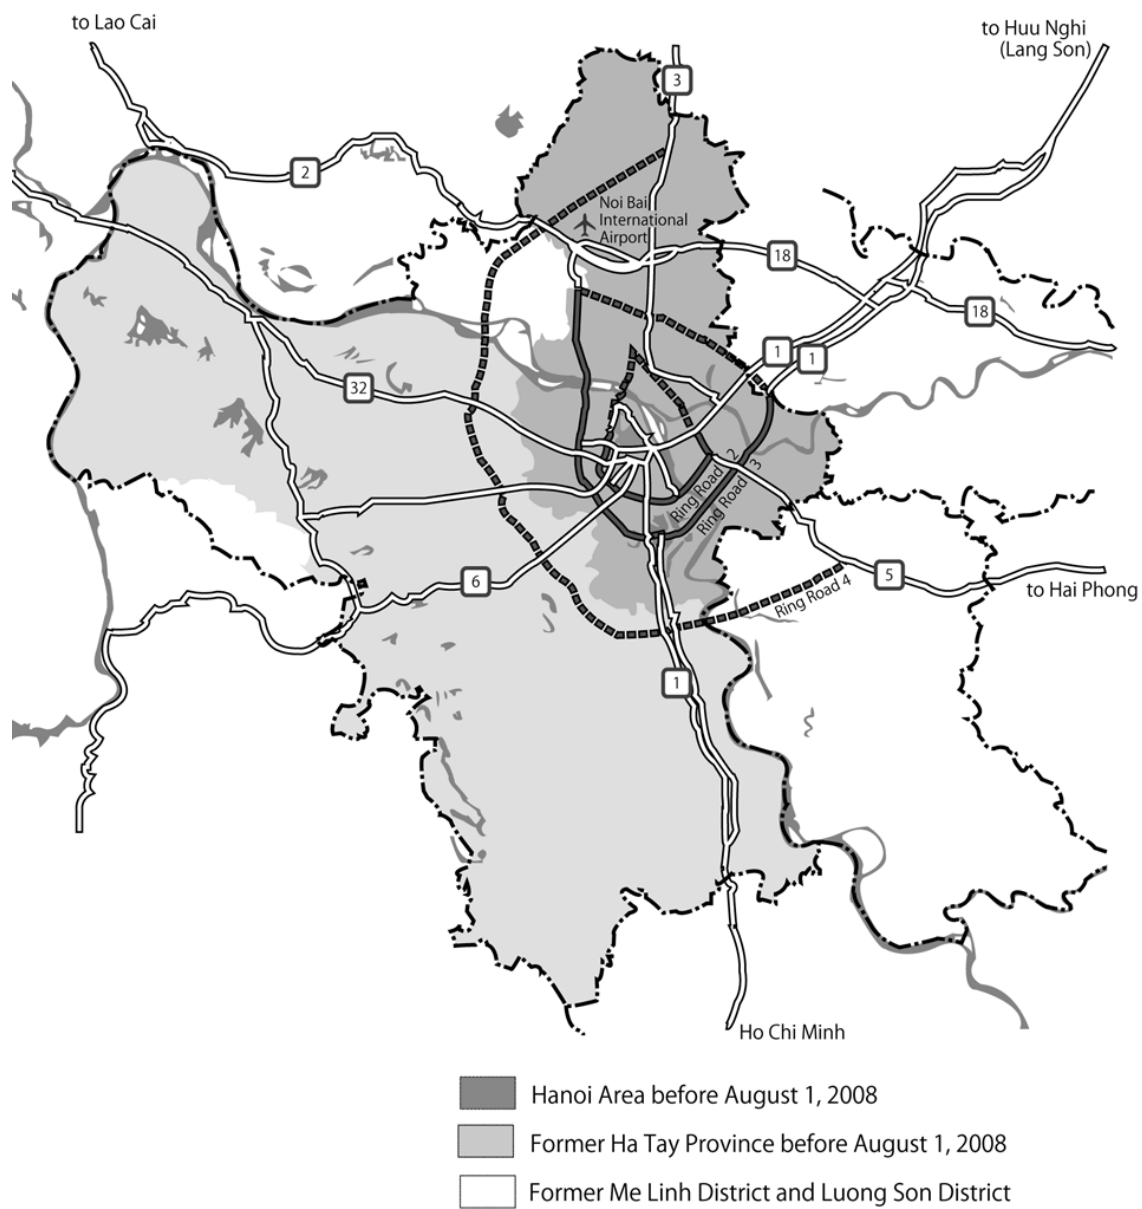 to Lao Cai
to Huu Nghi
(Lang Son)
3
2
Noi Bai
International
Airport
18
18
1
1
32
Ring Road 2
Ring Road 3
6
5
to Hai Phong
Ring Road 4
1
Ho Chi Minh
Hanoi Area before August 1, 2008
Former Ha Tay Province before August 1, 2008
Former Me Linh District and Luong Son District